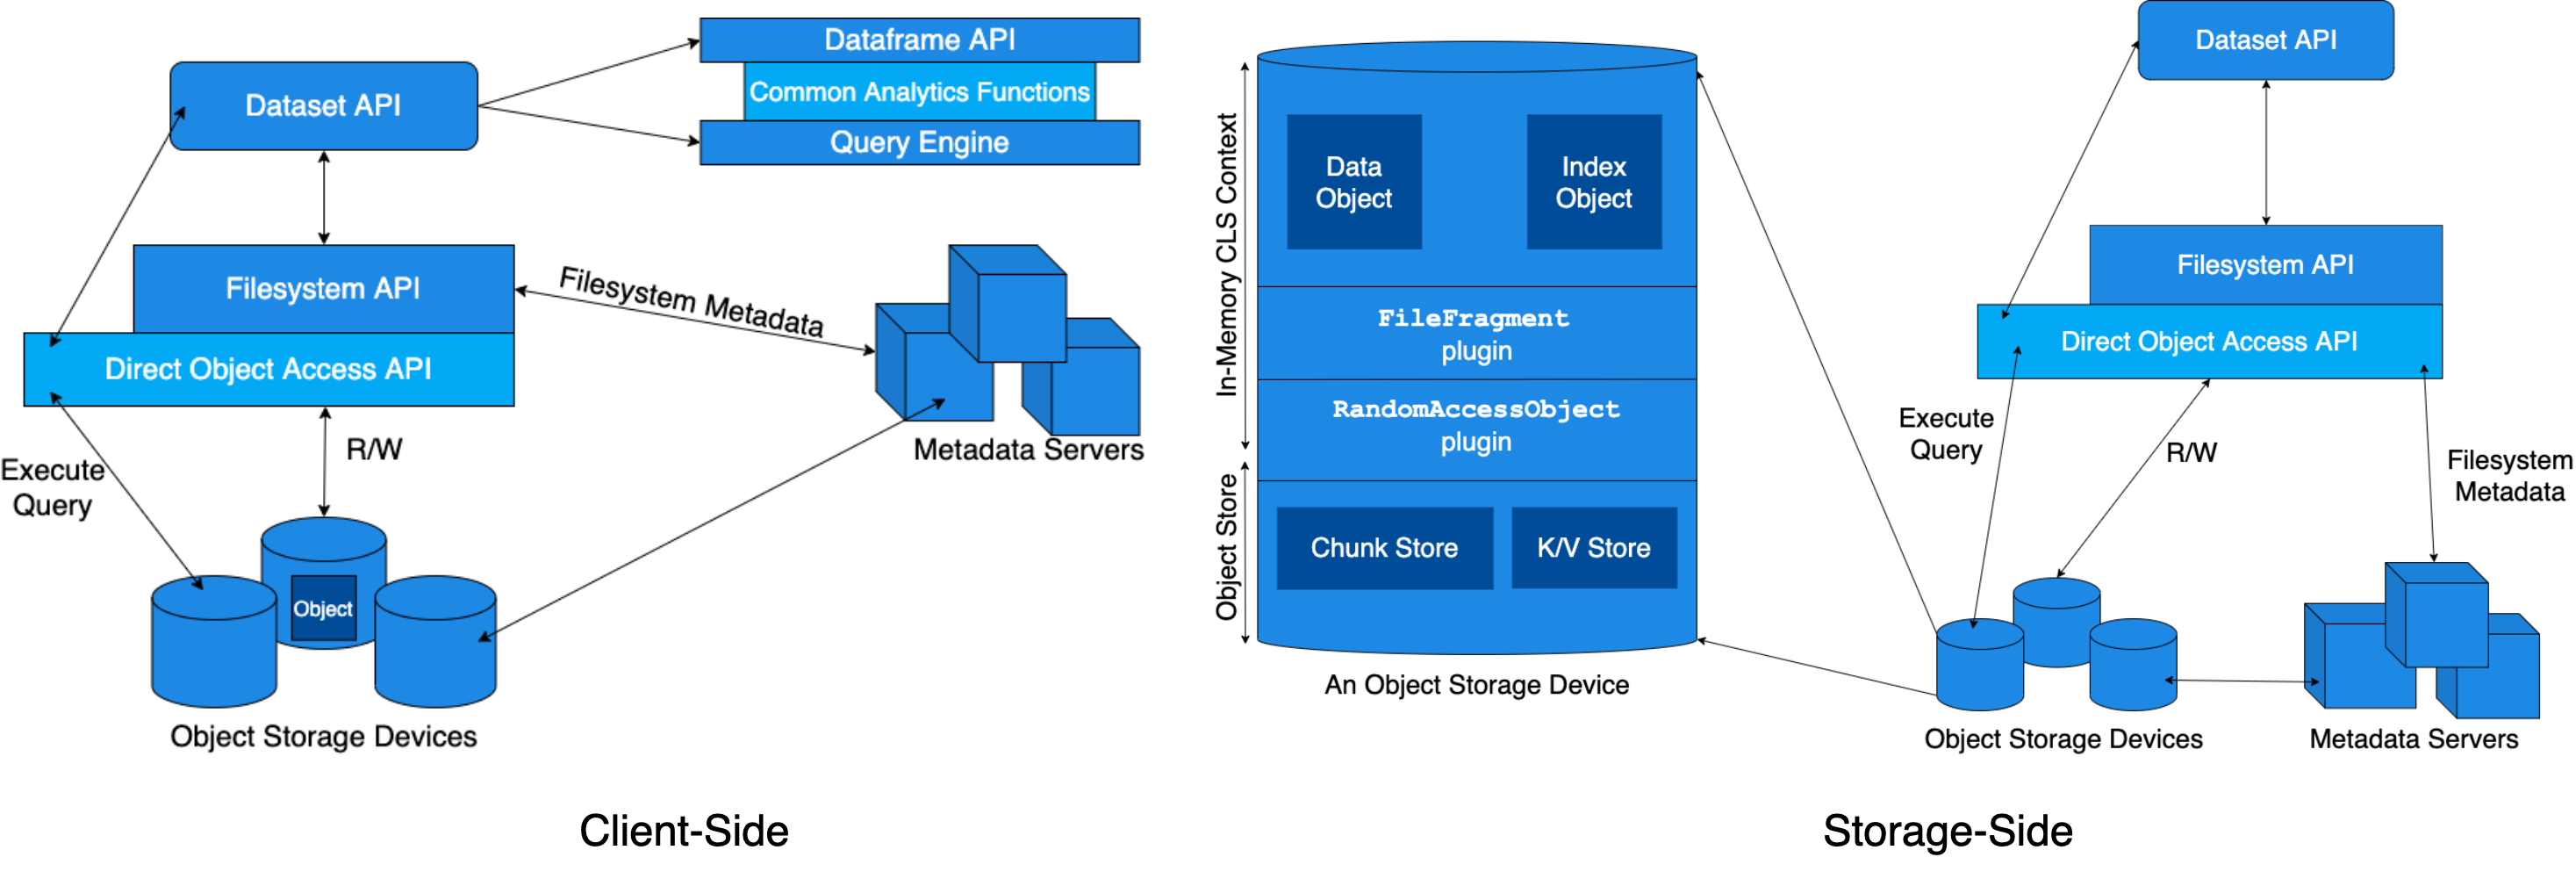 Dataset API
Dataframe API
Common Analytics Functions
Query Engine
Filesystem API
Direct Object Access API
Filesystem Metadata
Metadata Servers
Execute
Query
R/W
Object
Object Storage Devices
Client-Side
In-Memory CLS Context
Object Store
Data
Object
Index
Object
FileFragment
plugin
RandomAccessObject
plugin
Chunk Store
K/V Store
An Object Storage Device
Dataset API
Filesystem API
Direct Object Access API
Execute
Query
R/W
Filesystem
Metadata
Object Storage Devices
Metadata Servers
Storage-Side